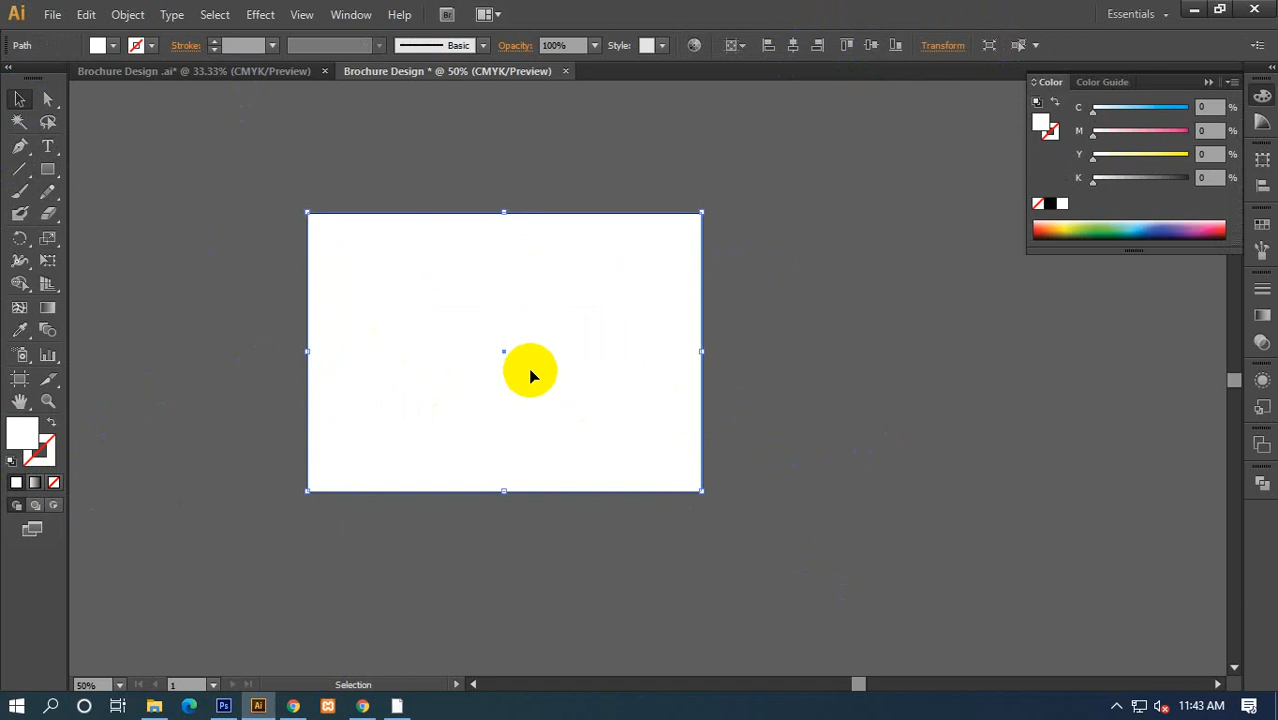 Ai File Edit Object Type Select Effect View Window Help Br Essentials
Path Stroke: Basic Opacity: 100% Style: Transform
Brochure Design .ai* @ 33.33% (CMYK/Preview) Brochure Design * @ 50% (CMYK/Preview)
Color Color Guide
C 0 %
M 0 %
Y 0 %
K 0 %
T
50% 1 Selection
Ps Ai 11:43 AM